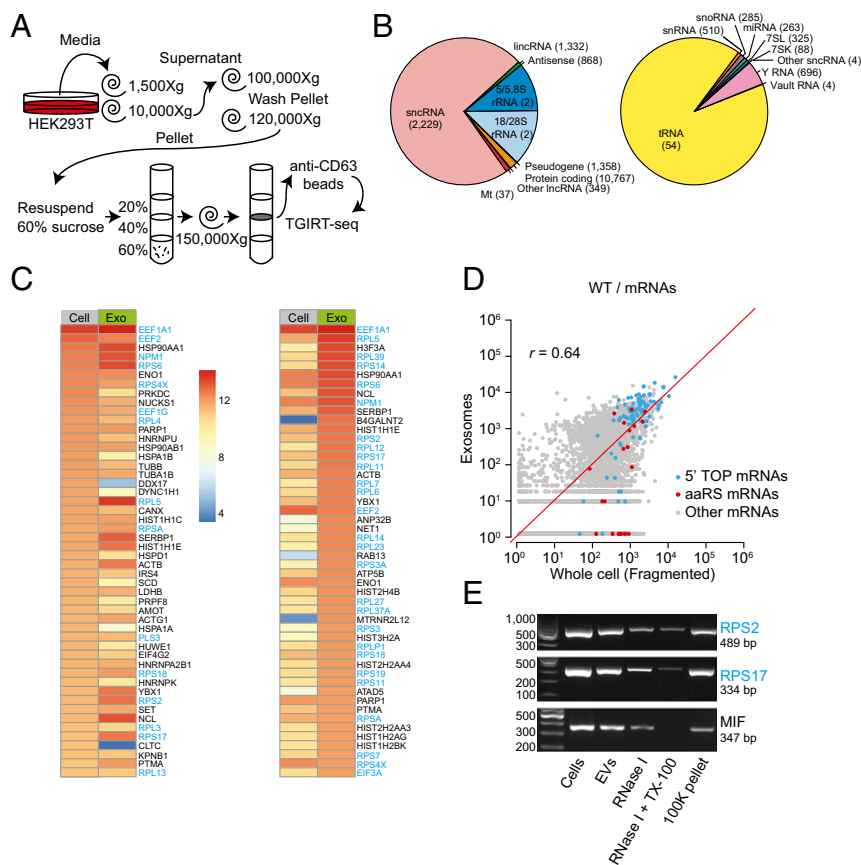 A
Media
Supernatant
1,500Xg
10,000Xg
100,000Xg
Wash Pellet
120,000Xg
HEK293T
Pellet
anti-CD63
beads
Resuspend
60% sucrose
20%
40%
60%
150,000Xg
TGIRT-seq
B
lincRNA (1,332)
Antisense (868)
5/5.8S
rRNA (2)
sncRNA
(2,229)
18/28S
rRNA (2)
Pseudogene (1,358)
Protein coding (10,767)
Other lncRNA (349)
Mt (37)
snoRNA (285)
snRNA (510)
miRNA (263)
7SL (325)
7SK (88)
Other sncRNA (4)
Y RNA (696)
Vault RNA (4)
tRNA
(54)
C
Cell Exo
EEF1A1
EEF2
HSP90AA1
NPM1
RPS6
ENO1
RPS4X
PRKDC
NUCKS1
EEF1G
RPL4
PARP1
HNRNPU
HSP90AB1
HSPA1B
TUBB
TUBA1B
DDX17
DYNC1H1
RPL5
CANX
HIST1H1C
RPSA
SERBP1
HIST1H1E
HSPD1
ACTB
IRS4
SCD
LDHB
PRPF8
AMOT
ACTG1
HSPA1A
PLS3
HUWE1
EIF4G2
HNRNPA2B1
RPS18
HNRNPK
YBX1
RPS2
SET
NCL
RPL3
RPS17
CLTC
KPNB1
PTMA
RPL13
12
8
4
Cell Exo
EEF1A1
RPL5
H3F3A
RPL39
RPS14
HSP90AA1
RPS6
NCL
NPM1
SERBP1
B4GALNT2
HIST1H1E
RPS2
RPL12
RPS17
RPL11
ACTB
RPL7
RPL6
YBX1
EEF2
ANP32B
NET1
RPL14
RPL23
RAB13
RPS3A
ATP5B
ENO1
HIST2H4B
RPL27
RPL37A
MTRNR2L12
RPS3
HIST3H2A
RPLP1
RPS18
HIST2H2AA4
RPS19
RPS11
ATAD5
PARP1
PTMA
RPSA
HIST2H2AA3
HIST1H2AG
HIST1H2BK
RPS7
RPS4X
EIF3A
D
WT / mRNAs
r = 0.64
Exosomes
10⁶
10⁵
10⁴
10³
10²
10¹
10⁰
5' TOP mRNAs
aaRS mRNAs
Other mRNAs
10⁰ 10¹ 10² 10³ 10⁴ 10⁵ 10⁶
Whole cell (Fragmented)
E
1,000
500
300
RPS2
489 bp
500
200
100
RPS17
334 bp
500
300
200
MIF
347 bp
Cells
EVs
RNase I
RNase I + TX-100
100K pellet